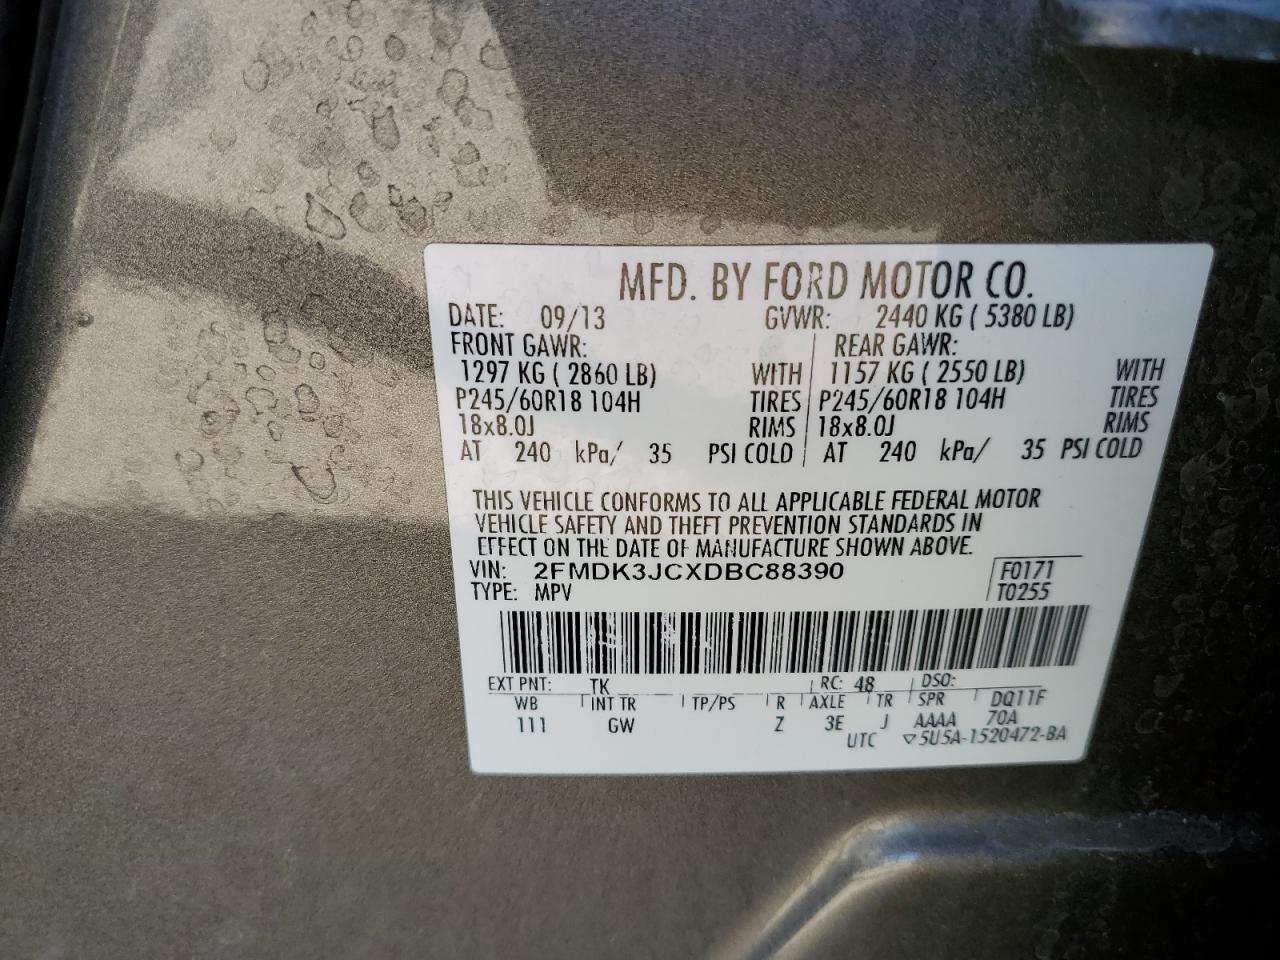 MFD. BY FORD MOTOR CO.
DATE: 09/13 GVWR: 2440 KG ( 5380 LB)
FRONT GAWR: REAR GAWR:
1297 KG ( 2860 LB) WITH 1157 KG ( 2550 LB) WITH
P245/60R18 104H TIRES P245/60R18 104H TIRES
18x8.0J RIMS 18x8.0J RIMS
AT 240 kPa/ 35 PSI COLD AT 240 kPa/ 35 PSI COLD
THIS VEHICLE CONFORMS TO ALL APPLICABLE FEDERAL MOTOR
VEHICLE SAFETY AND THEFT PREVENTION STANDARDS IN
EFFECT ON THE DATE OF MANUFACTURE SHOWN ABOVE.
VIN: 2FMDK3JCXDBC88390 F0171
TYPE: MPV T0255
EXT PNT: TK RC: 48 DSO:
WB INT TR TP/PS R AXLE TR SPR DQ11F
111 GW Z 3E J AAAA 70A
UTC ▽5U5A-1520472-BA